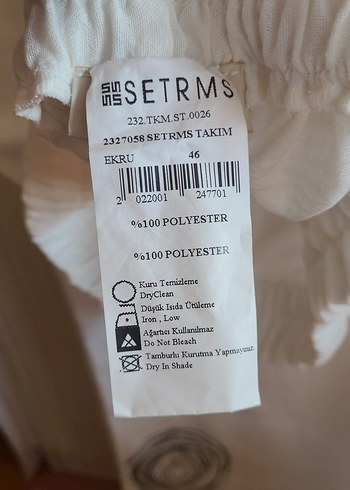 SETRMS
232.TKM.ST.0026
2327058 SETRMS TAKIM
EKRU 46
2 022001 247701
%100 POLYESTER
%100 POLYESTER
Kuru Temizleme
DryClean
Düşük Isıda Ütüleme
Iron , Low
Ağartıcı Kullanılmaz
Do Not Bleach
Tamburlu Kurutma Yapmayınız
Dry In Shade